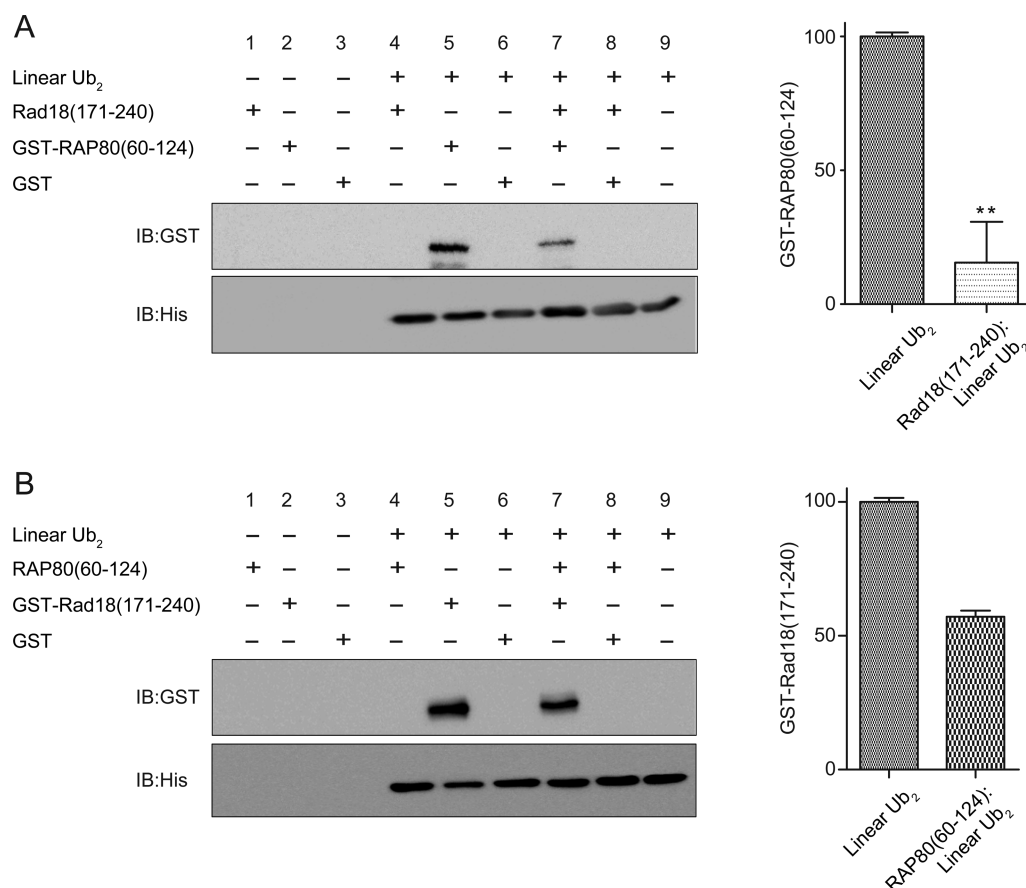 A
1 2 3 4 5 6 7 8 9
Linear Ub₂ – – – + + + + + +
Rad18(171-240) + – – + – – + + –
GST-RAP80(60-124) – + – – + – + – –
GST – – + – – + – + –
IB:GST
IB:His
GST-RAP80(60-124)
100
50
0
**
Linear Ub₂
Rad18(171-240):
Linear Ub₂
B
1 2 3 4 5 6 7 8 9
Linear Ub₂ – – – + + + + + +
RAP80(60-124) + – – + – – + + –
GST-Rad18(171-240) – + – – + – + – –
GST – – + – – + – + –
IB:GST
IB:His
GST-Rad18(171-240)
100
50
0
Linear Ub₂
RAP80(60-124):
Linear Ub₂